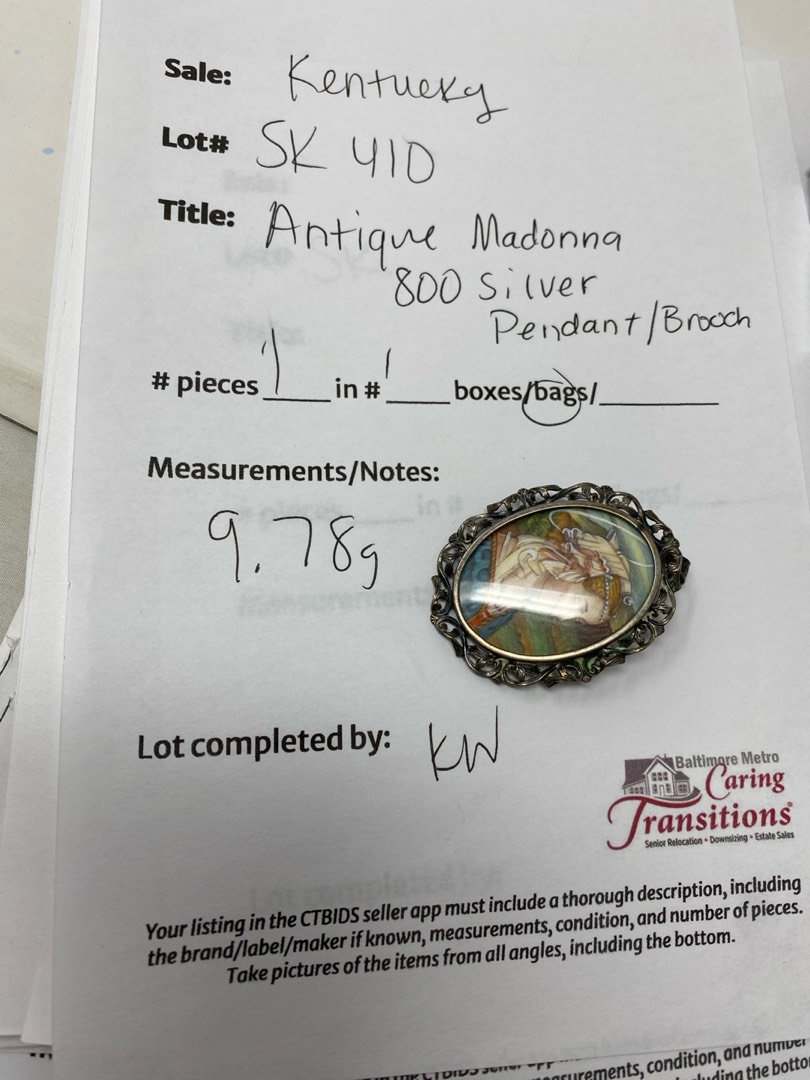 Sale: Kentucky
Lot# SK 410
Title: Antique Madonna
800 Silver
Pendant/Brooch
# pieces 1 in # 1 boxes/bags/
Measurements/Notes:
9.78g
Lot completed by: KW
Baltimore Metro
Caring
Transitions
Senior Relocation • Downsizing • Estate Sales
Your listing in the CTBIDS seller app must include a thorough description, including
the brand/label/maker if known, measurements, condition, and number of pieces.
Take pictures of the items from all angles, including the bottom.